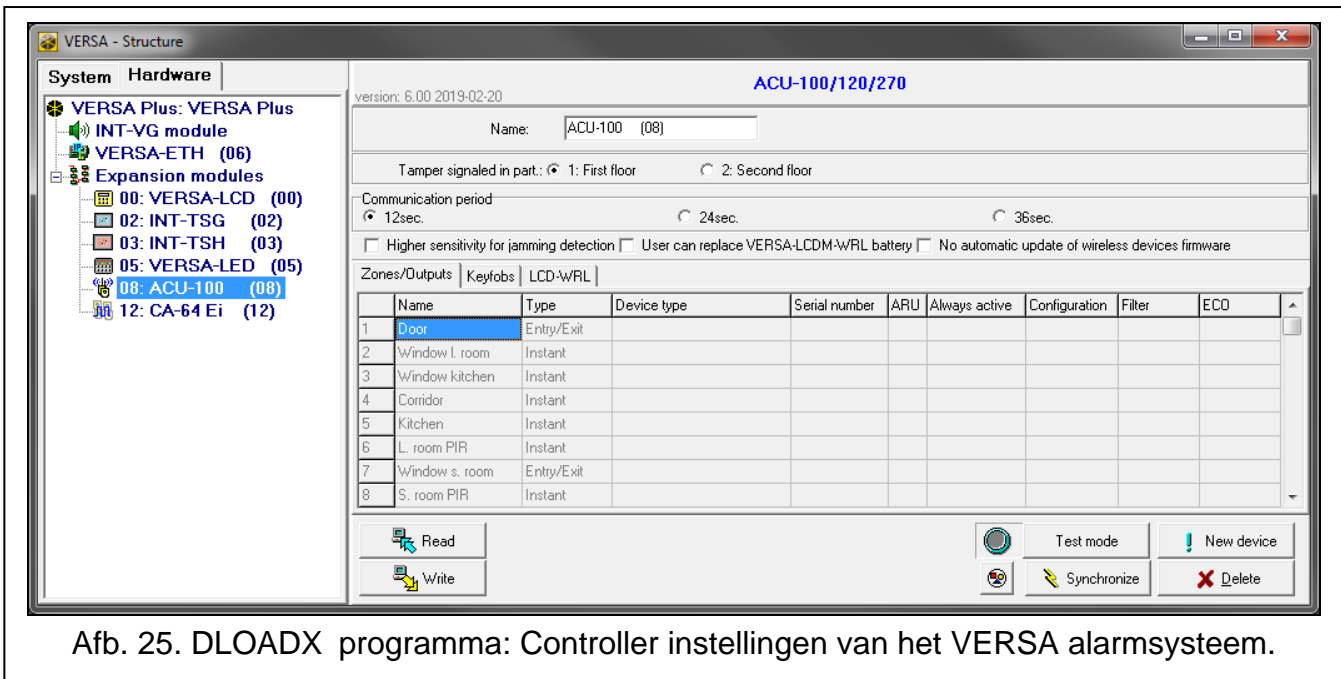 VERSA - Structure
System Hardware
VERSA Plus: VERSA Plus
INT-VG module
VERSA-ETH (06)
Expansion modules
00: VERSA-LCD (00)
02: INT-TSG (02)
03: INT-TSH (03)
05: VERSA-LED (05)
08: ACU-100 (08)
12: CA-64 Ei (12)
ACU-100/120/270
version: 6.00 2019-02-20
Name: ACU-100 (08)
Tamper signaled in part.: 1: First floor 2: Second floor
Communication period
12sec. 24sec. 36sec.
Higher sensitivity for jamming detection User can replace VERSA-LCDM-WRL battery No automatic update of wireless devices firmware
Zones/Outputs Keyfobs LCD-WRL
Name Type Device type Serial number ARU Always active Configuration Filter ECO
1 Door Entry/Exit
2 Window l. room Instant
3 Window kitchen Instant
4 Corridor Instant
5 Kitchen Instant
6 L. room PIR Instant
7 Window s. room Entry/Exit
8 S. room PIR Instant
Read Test mode New device
Write Synchronize Delete
Afb. 25. DLOADX programma: Controller instellingen van het VERSA alarmsysteem.